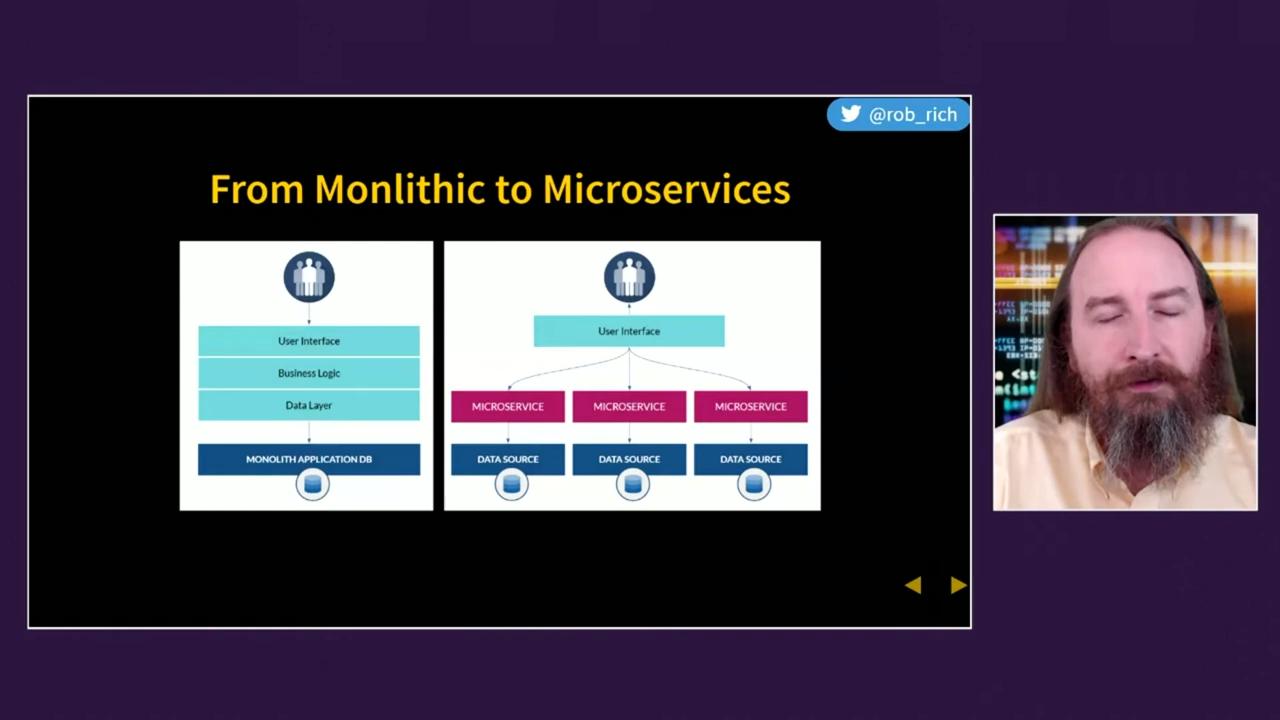 @rob_rich
From Monlithic to Microservices
User Interface
Business Logic
Data Layer
MONOLITH APPLICATION DB
User Interface
MICROSERVICE MICROSERVICE MICROSERVICE
DATA SOURCE DATA SOURCE DATA SOURCE